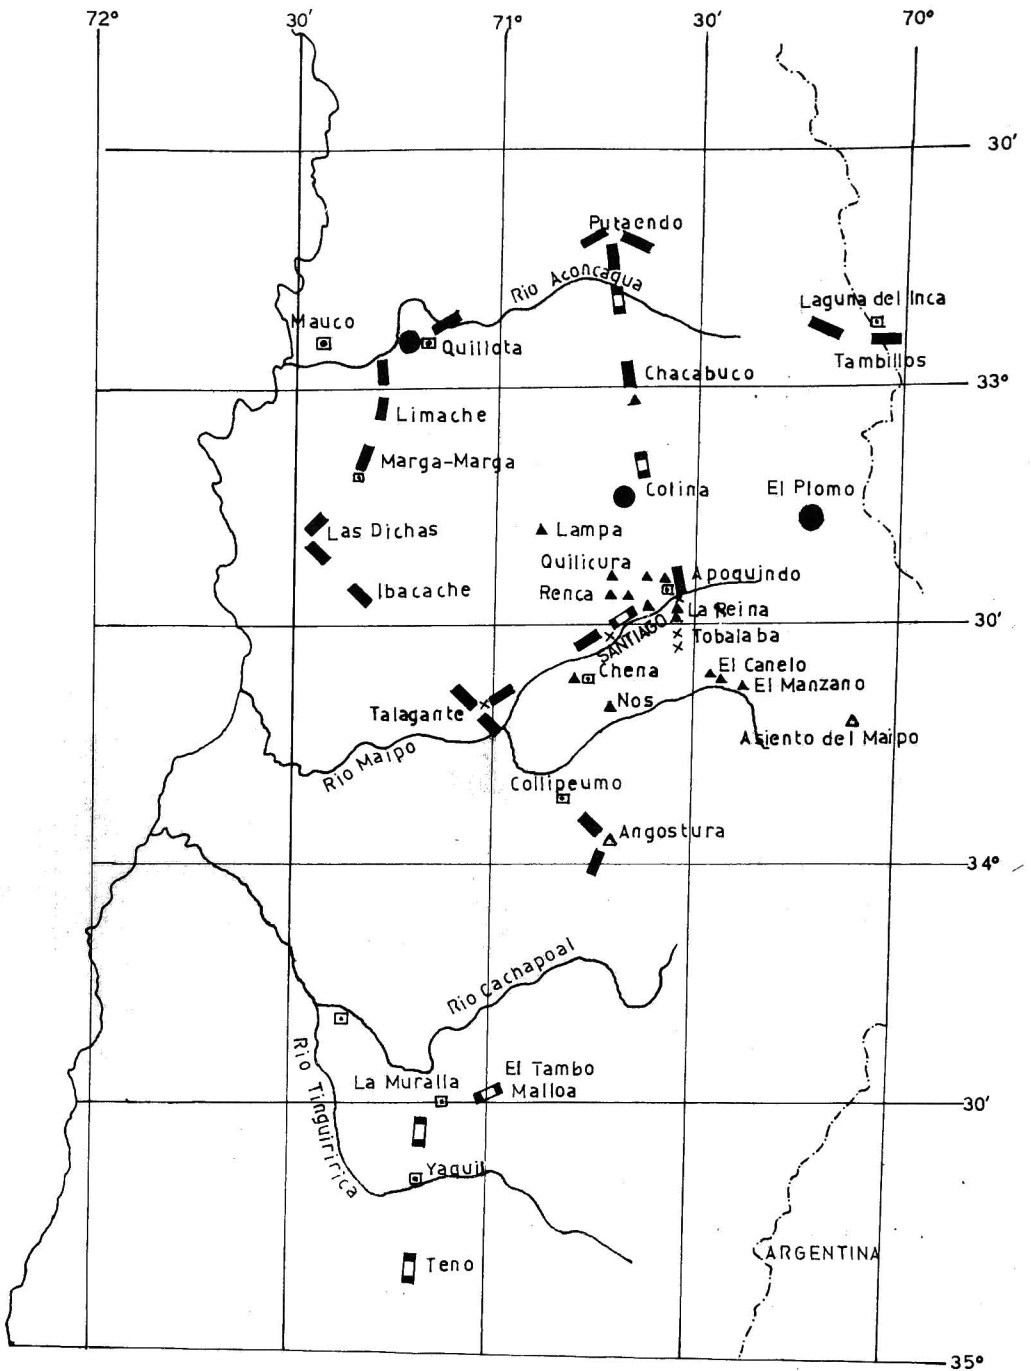 72°
30'
71°
30'
70°
30'
Putaendo
Rio Aconcagua
Laguna del Inca
Mauco
Quillota
Tambillos
Chacabuco
33°
Limache
Marga-Marga
Colina
El Plomo
Las Dichas
Lampa
Quilicura
Apoquindo
Ibacache
Renca
La Reina
30'
SANTIAGO
Tobalaba
Chena
El Canelo
El Manzano
Nos
Talagante
Asiento del Maipo
Rio Maipo
Collipeumo
Angostura
34°
Rio Cachapoal
Rio Tinguiririca
El Tambo
La Muralla
Malloa
30'
Yaquil
ARGENTINA
Teno
35°